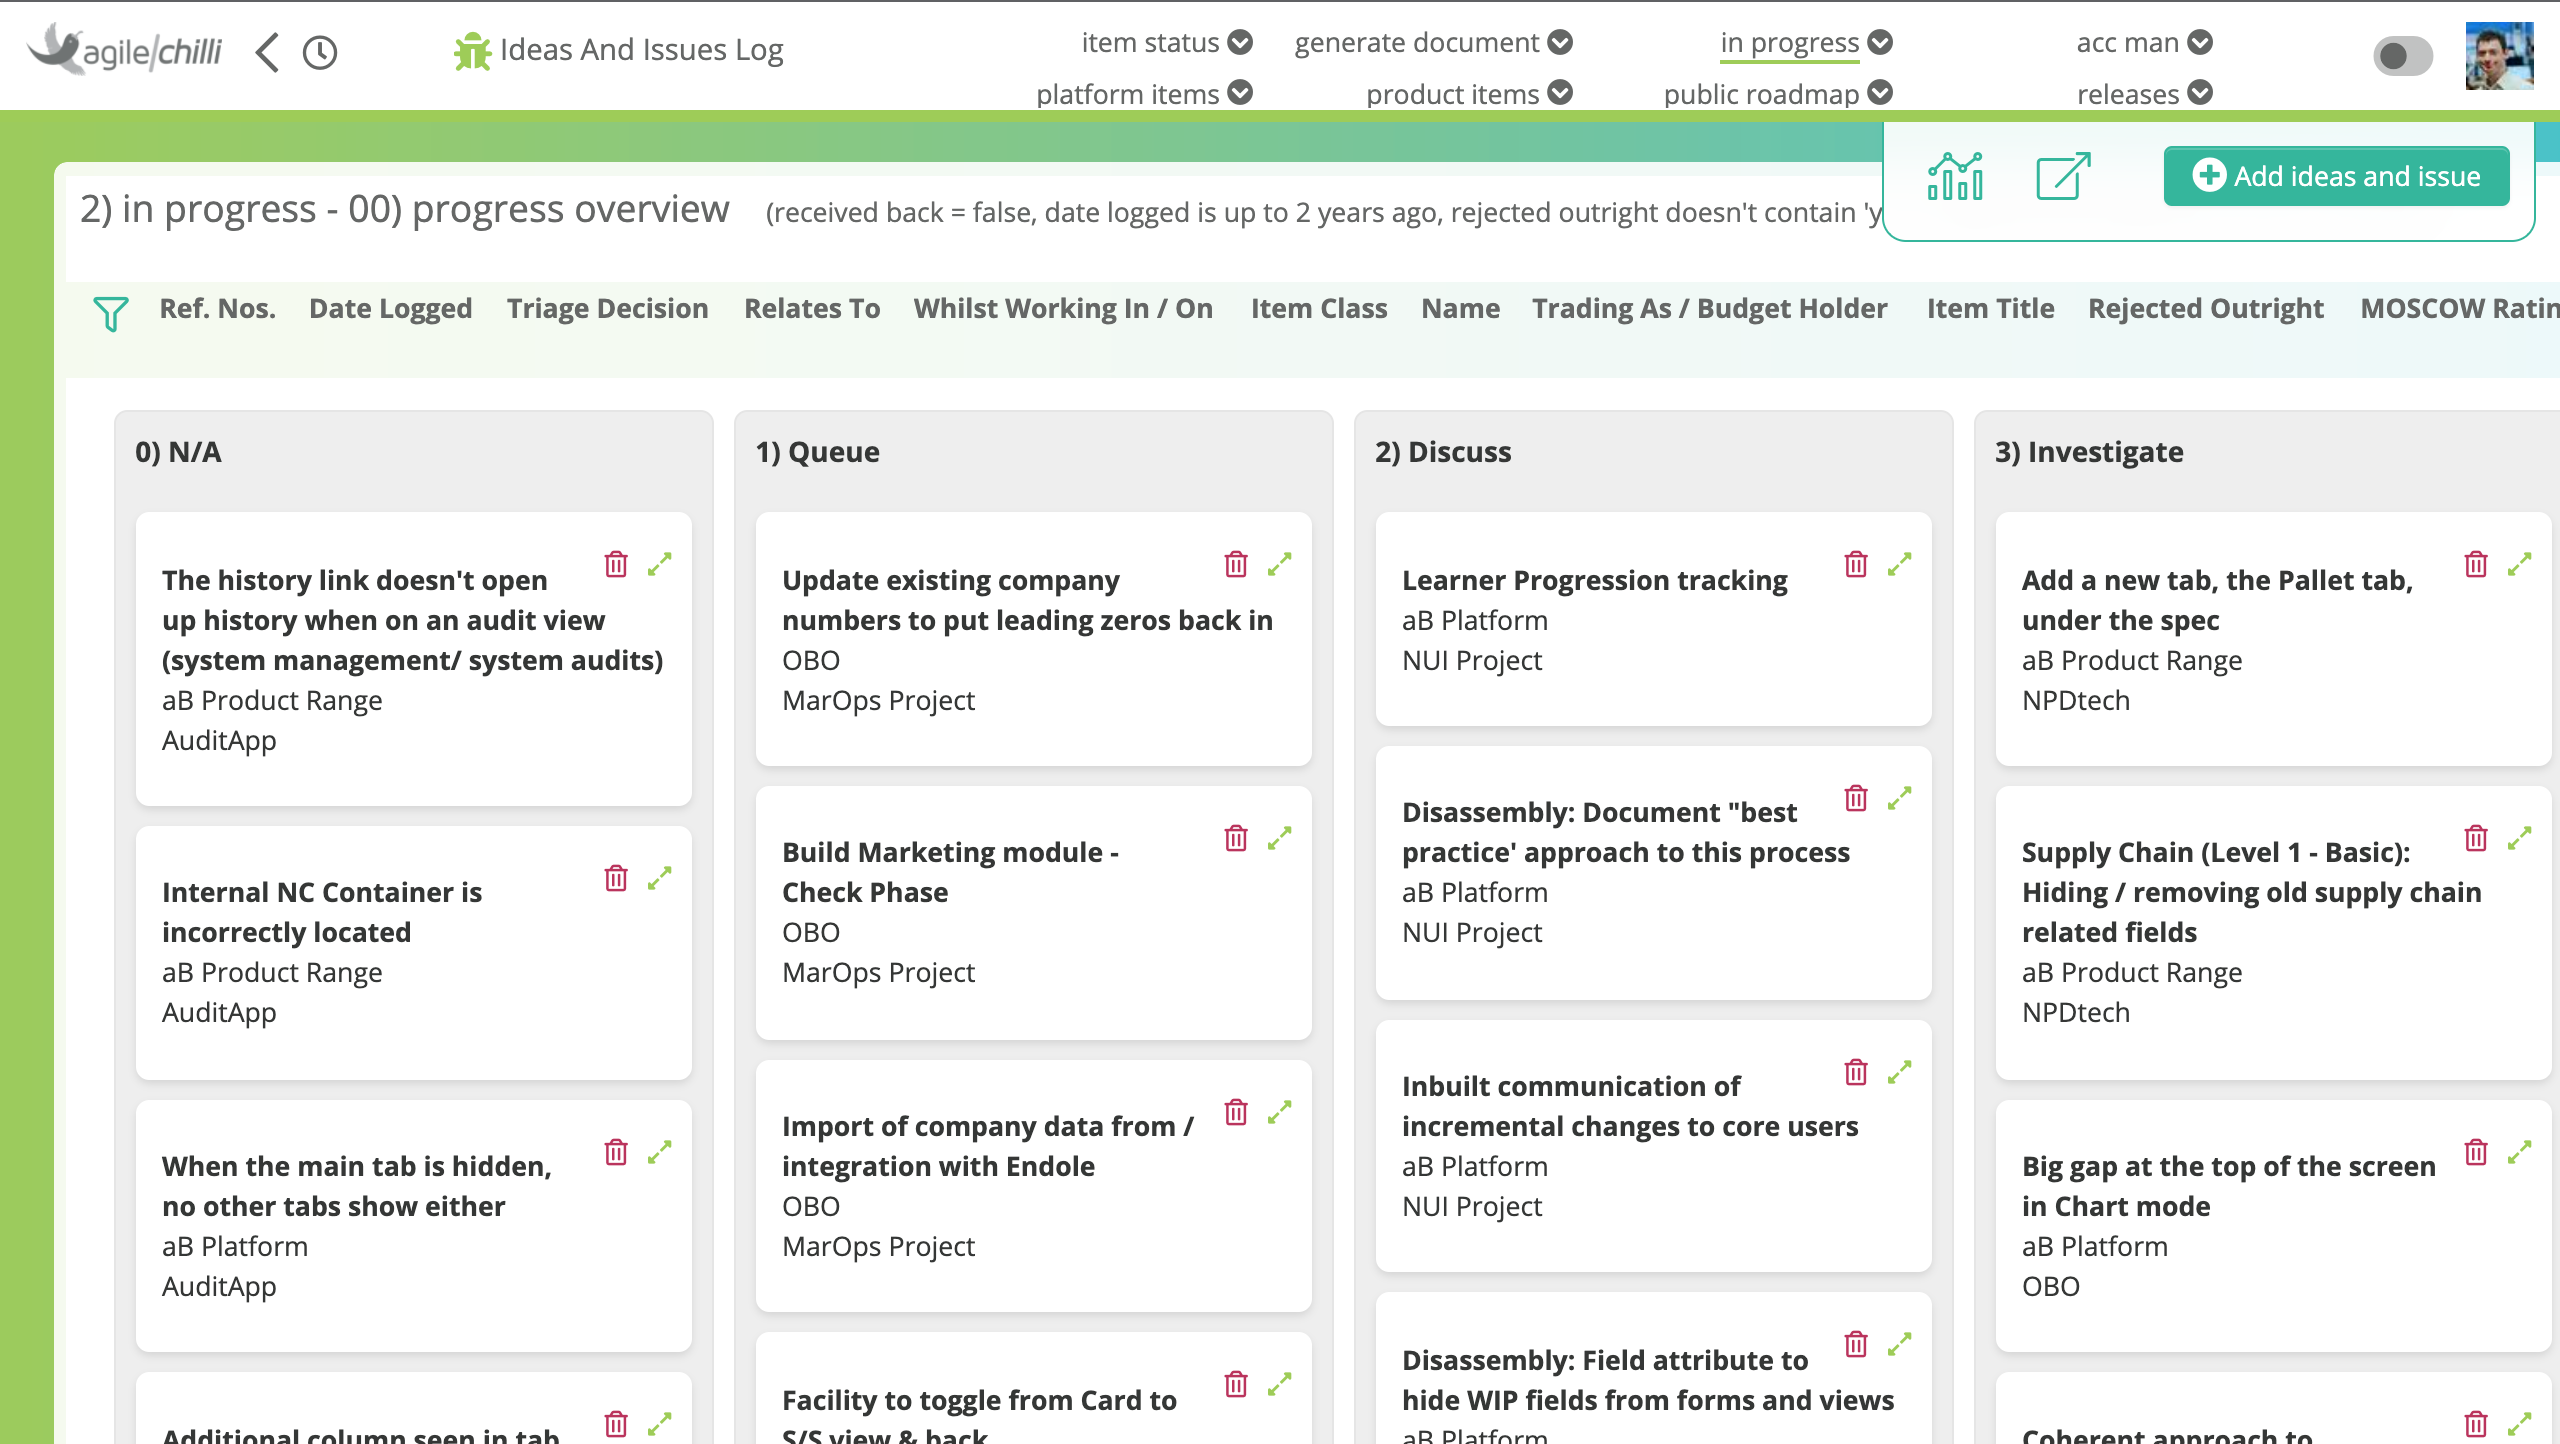 agile/chilli
Ideas And Issues Log
item status
generate document
in progress
acc man
platform items
product items
public roadmap
releases
Add ideas and issue
2) in progress - 00) progress overview
(received back = false, date logged is up to 2 years ago, rejected outright doesn't contain 'y
Ref. Nos. Date Logged Triage Decision Relates To Whilst Working In / On Item Class Name Trading As / Budget Holder Item Title Rejected Outright MOSCOW Ratin
0) N/A
The history link doesn't open
up history when on an audit view
(system management/ system audits)
aB Product Range
AuditApp
Internal NC Container is
incorrectly located
aB Product Range
AuditApp
When the main tab is hidden,
no other tabs show either
aB Platform
AuditApp
Additional column seen in tab
1) Queue
Update existing company
numbers to put leading zeros back in
OBO
MarOps Project
Build Marketing module -
Check Phase
OBO
MarOps Project
Import of company data from /
integration with Endole
OBO
MarOps Project
Facility to toggle from Card to
S/S view & back
2) Discuss
Learner Progression tracking
aB Platform
NUI Project
Disassembly: Document "best
practice' approach to this process
aB Platform
NUI Project
Inbuilt communication of
incremental changes to core users
aB Platform
NUI Project
Disassembly: Field attribute to
hide WIP fields from forms and views
aB Platform
3) Investigate
Add a new tab, the Pallet tab,
under the spec
aB Product Range
NPDtech
Supply Chain (Level 1 - Basic):
Hiding / removing old supply chain
related fields
aB Product Range
NPDtech
Big gap at the top of the screen
in Chart mode
aB Platform
OBO
Coherent approach to